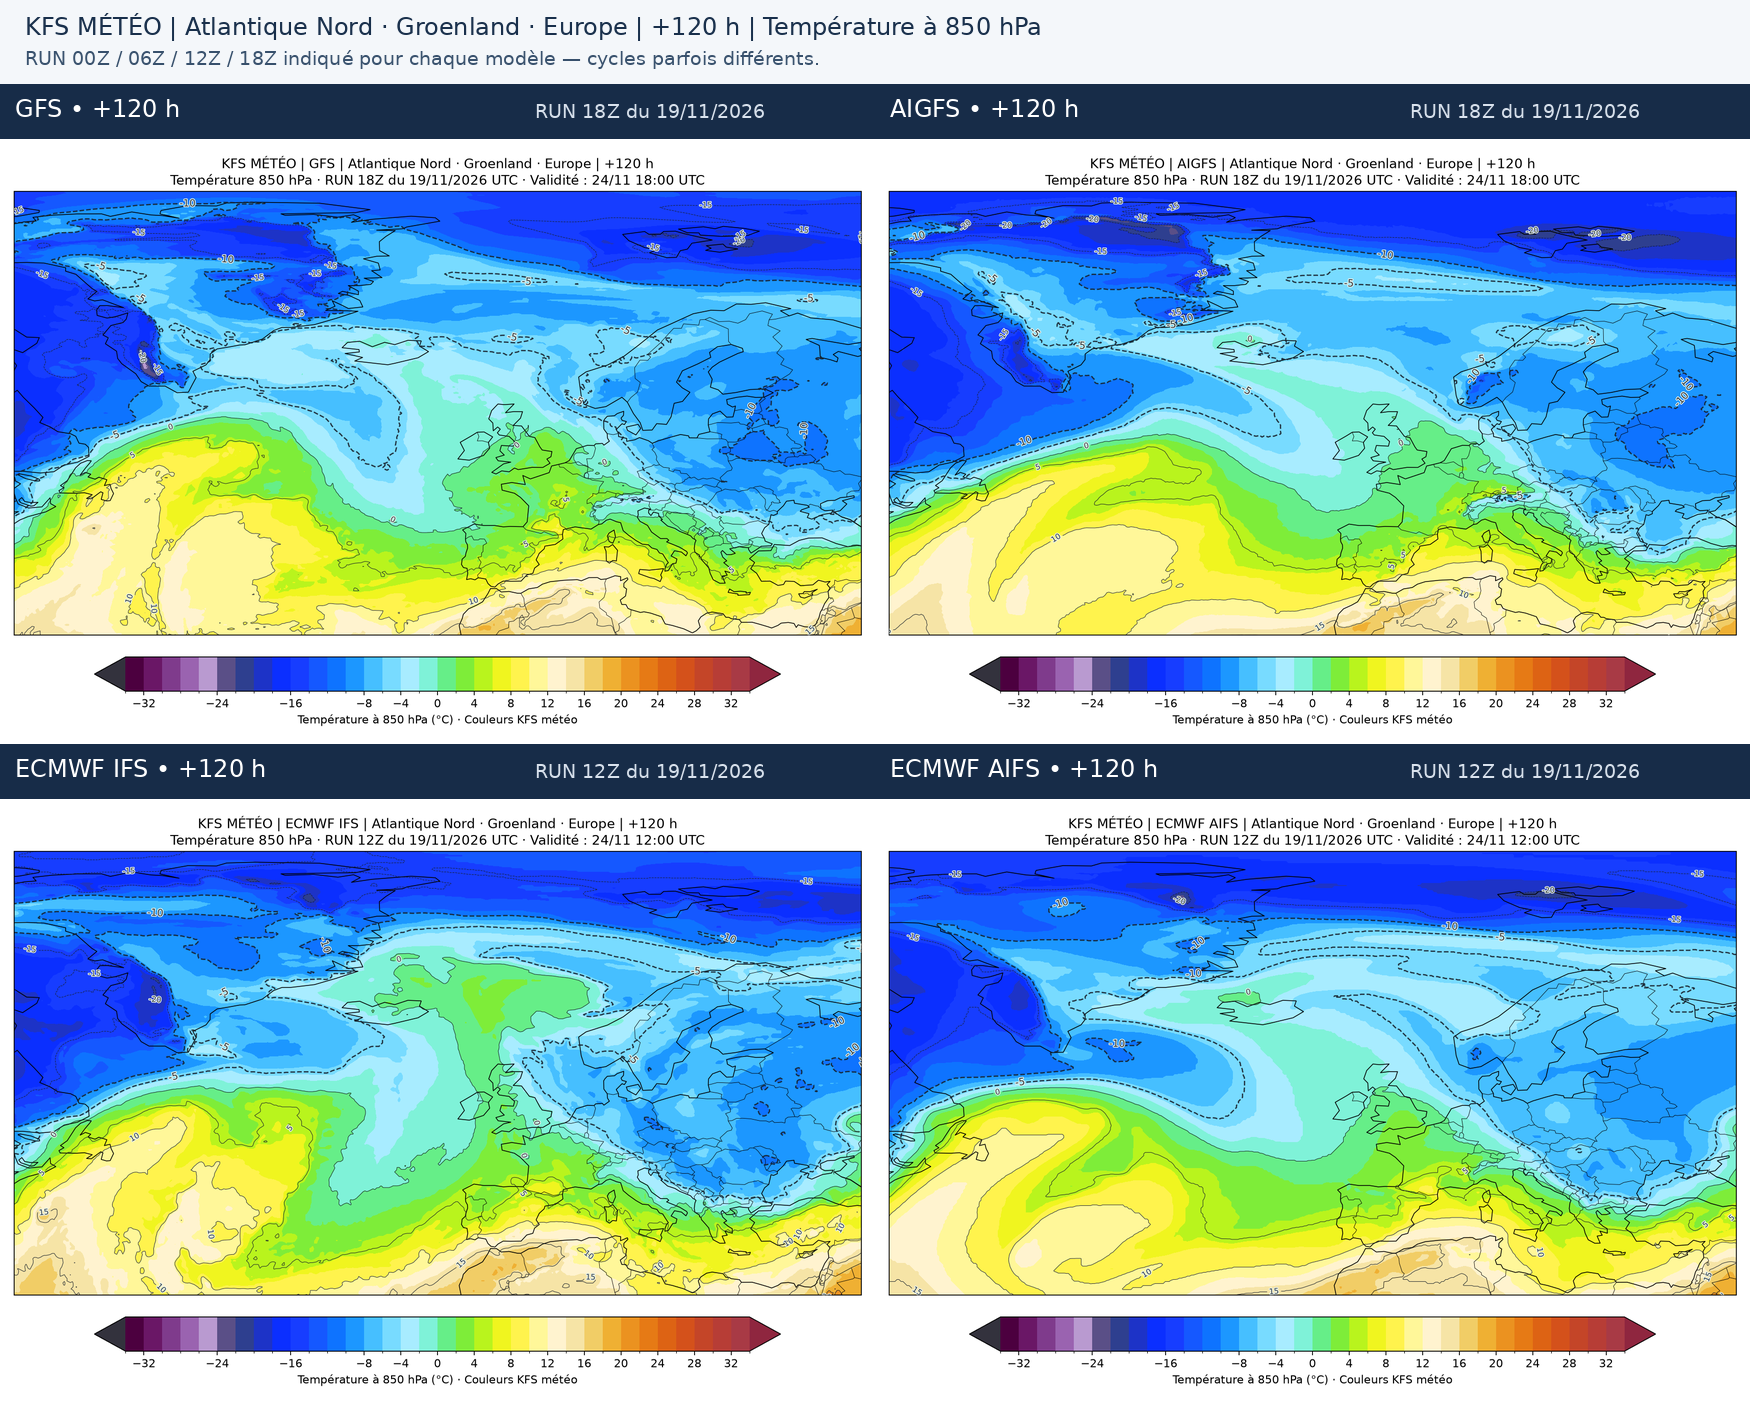 KFS MÉTÉO | Atlantique Nord · Groenland · Europe | +120 h | Température à 850 hPa
RUN 00Z / 06Z / 12Z / 18Z indiqué pour chaque modèle — cycles parfois différents.
GFS • +120 h
RUN 18Z du 19/11/2026
AIGFS • +120 h
RUN 18Z du 19/11/2026
KFS MÉTÉO | GFS | Atlantique Nord · Groenland · Europe | +120 h
Température 850 hPa · RUN 18Z du 19/11/2026 UTC · Validité : 24/11 18:00 UTC
KFS MÉTÉO | AIGFS | Atlantique Nord · Groenland · Europe | +120 h
Température 850 hPa · RUN 18Z du 19/11/2026 UTC · Validité : 24/11 18:00 UTC
−32 −24 −16 −8 −4 0 4 8 12 16 20 24 28 32
Température à 850 hPa (°C) · Couleurs KFS météo
−32 −24 −16 −8 −4 0 4 8 12 16 20 24 28 32
Température à 850 hPa (°C) · Couleurs KFS météo
ECMWF IFS • +120 h
RUN 12Z du 19/11/2026
ECMWF AIFS • +120 h
RUN 12Z du 19/11/2026
KFS MÉTÉO | ECMWF IFS | Atlantique Nord · Groenland · Europe | +120 h
Température 850 hPa · RUN 12Z du 19/11/2026 UTC · Validité : 24/11 12:00 UTC
KFS MÉTÉO | ECMWF AIFS | Atlantique Nord · Groenland · Europe | +120 h
Température 850 hPa · RUN 12Z du 19/11/2026 UTC · Validité : 24/11 12:00 UTC
−32 −24 −16 −8 −4 0 4 8 12 16 20 24 28 32
Température à 850 hPa (°C) · Couleurs KFS météo
−32 −24 −16 −8 −4 0 4 8 12 16 20 24 28 32
Température à 850 hPa (°C) · Couleurs KFS météo